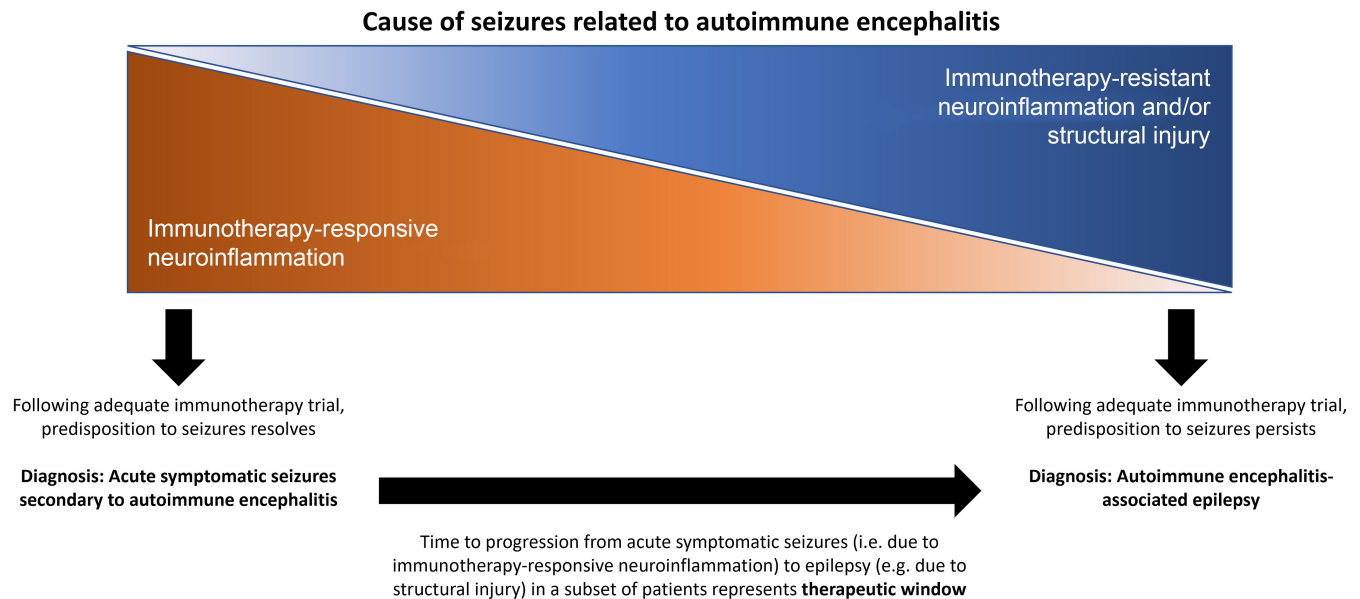 Cause of seizures related to autoimmune encephalitis
Immunotherapy-resistant
neuroinflammation and/or
structural injury
Immunotherapy-responsive
neuroinflammation
Following adequate immunotherapy trial,
predisposition to seizures resolves
Diagnosis: Acute symptomatic seizures
secondary to autoimmune encephalitis
Following adequate immunotherapy trial,
predisposition to seizures persists
Diagnosis: Autoimmune encephalitis-
associated epilepsy
Time to progression from acute symptomatic seizures (i.e. due to
immunotherapy-responsive neuroinflammation) to epilepsy (e.g. due to
structural injury) in a subset of patients represents therapeutic window